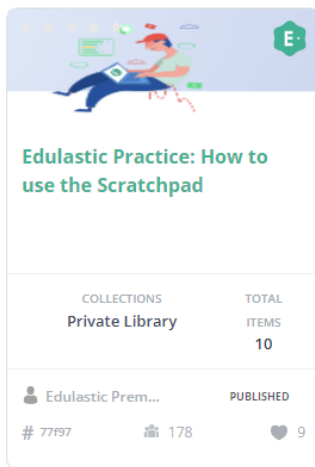 E
Edulastic Practice: How to
use the Scratchpad
COLLECTIONS
Private Library
TOTAL
ITEMS
10
Edulastic Prem...
PUBLISHED
# 77f97
178
9